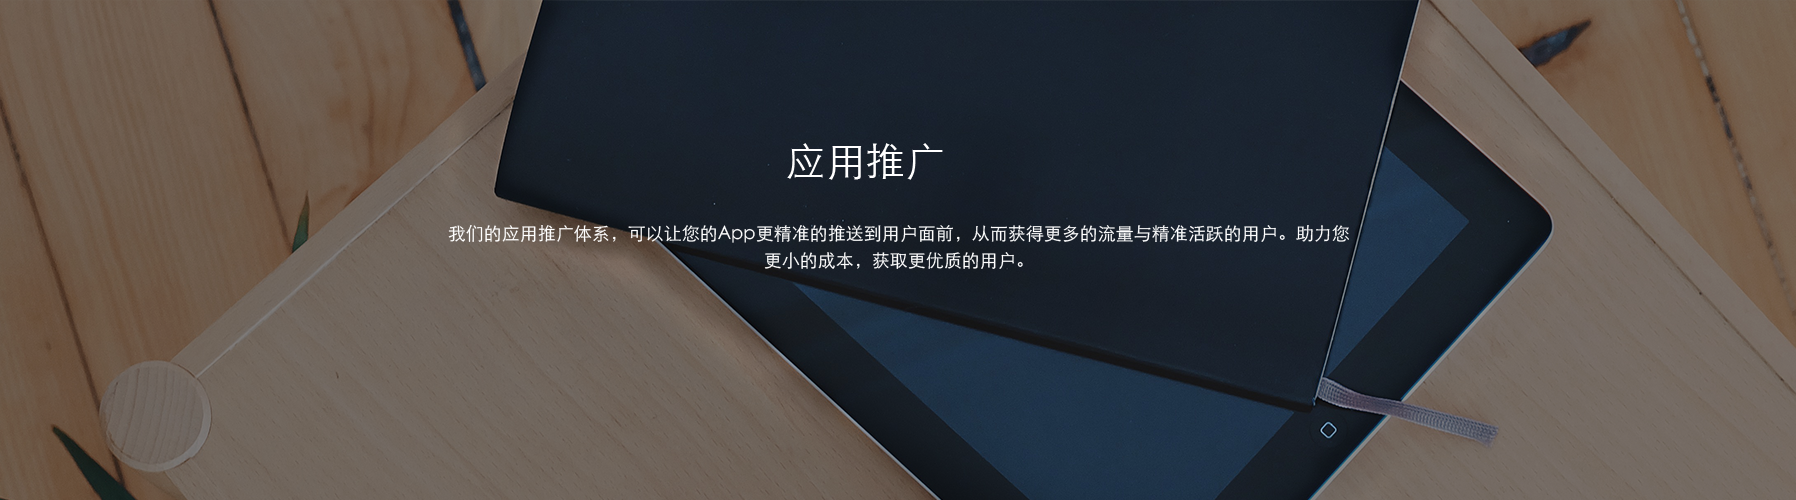 应用推广
我们的应用推广体系，可以让您的App更精准的推送到用户面前，从而获得更多的流量与精准活跃的用户。助力您
更小的成本，获取更优质的用户。